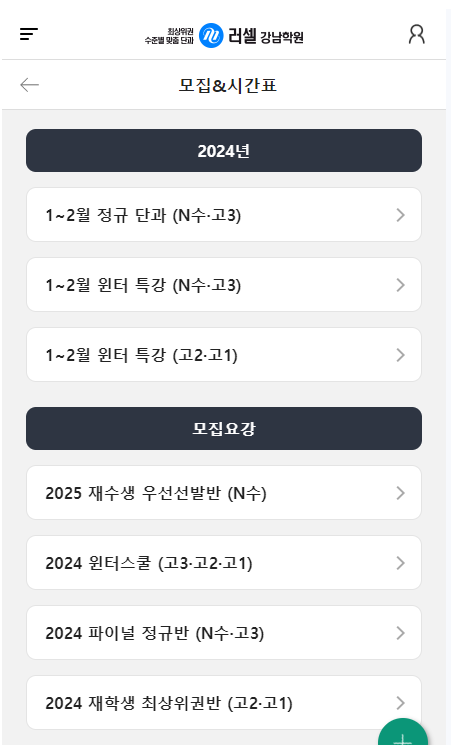 최상위권
수준별 맞춤 단과
러셀 강남학원
모집&시간표
2024년
1~2월 정규 단과 (N수·고3)
1~2월 윈터 특강 (N수·고3)
1~2월 윈터 특강 (고2·고1)
모집요강
2025 재수생 우선선발반 (N수)
2024 윈터스쿨 (고3·고2·고1)
2024 파이널 정규반 (N수·고3)
2024 재학생 최상위권반 (고2·고1)